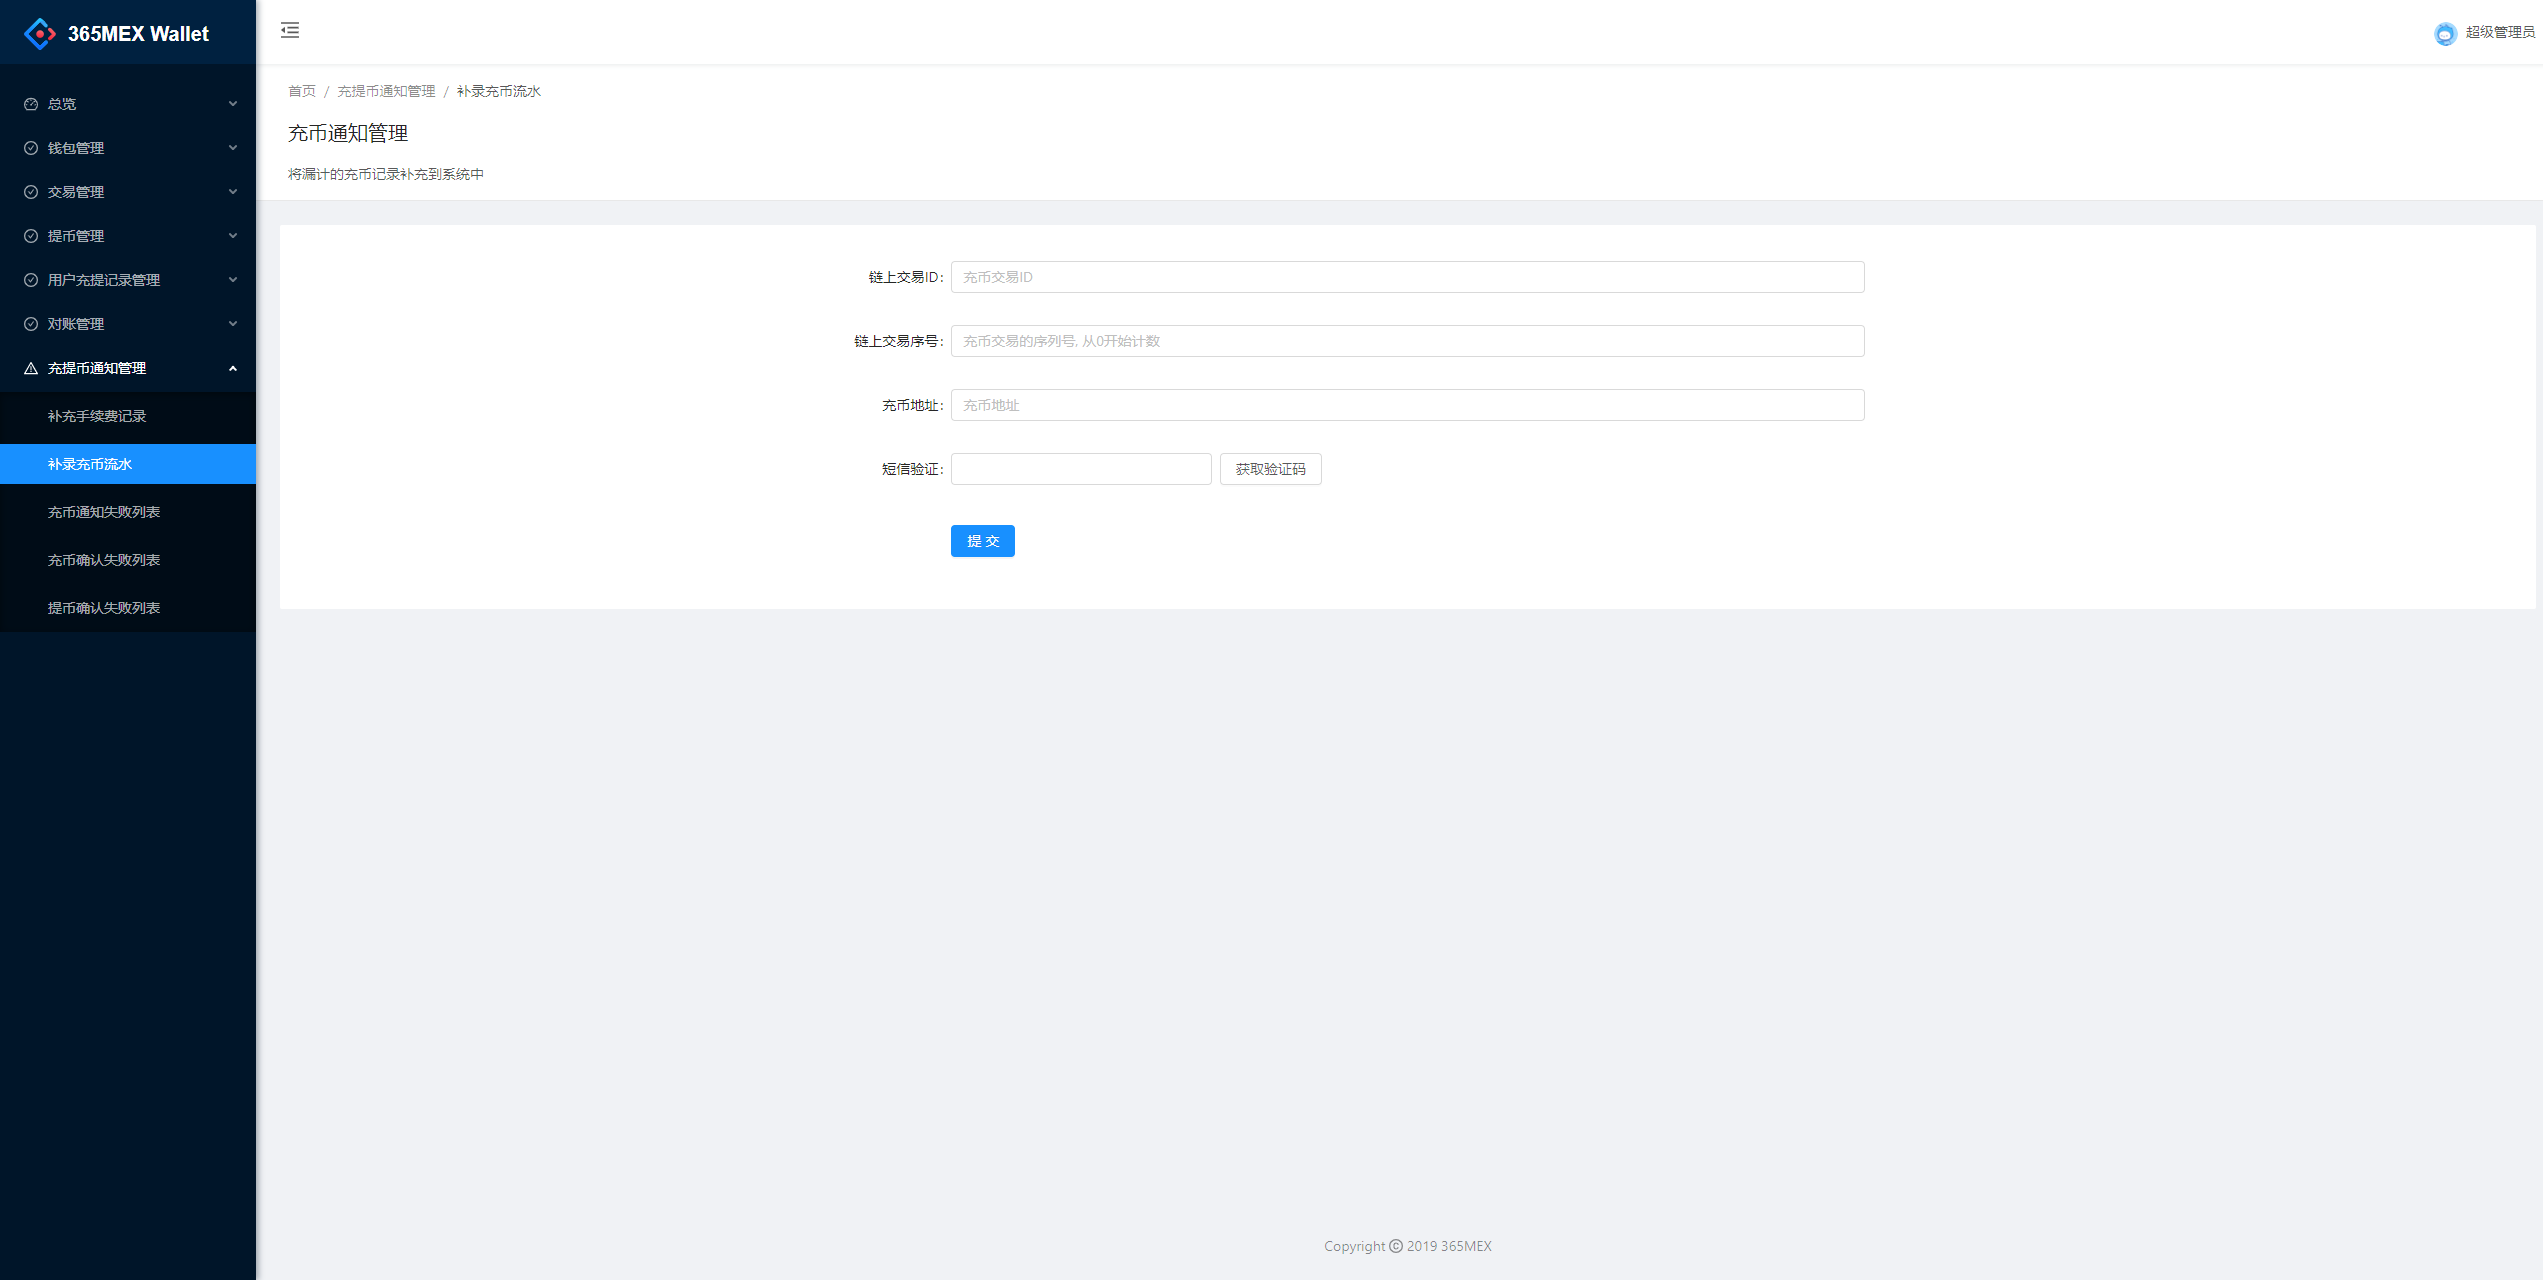 365MEX Wallet
超级管理员
总览
钱包管理
交易管理
提币管理
用户充提记录管理
对账管理
充提币通知管理
补充手续费记录
补录充币流水
充币通知失败列表
充币确认失败列表
提币确认失败列表
首页 / 充提币通知管理 / 补录充币流水
充币通知管理
将漏计的充币记录补充到系统中
链上交易ID: 充币交易ID
链上交易序号: 充币交易的序列号, 从0开始计数
充币地址: 充币地址
短信验证: 获取验证码
提 交
Copyright © 2019 365MEX